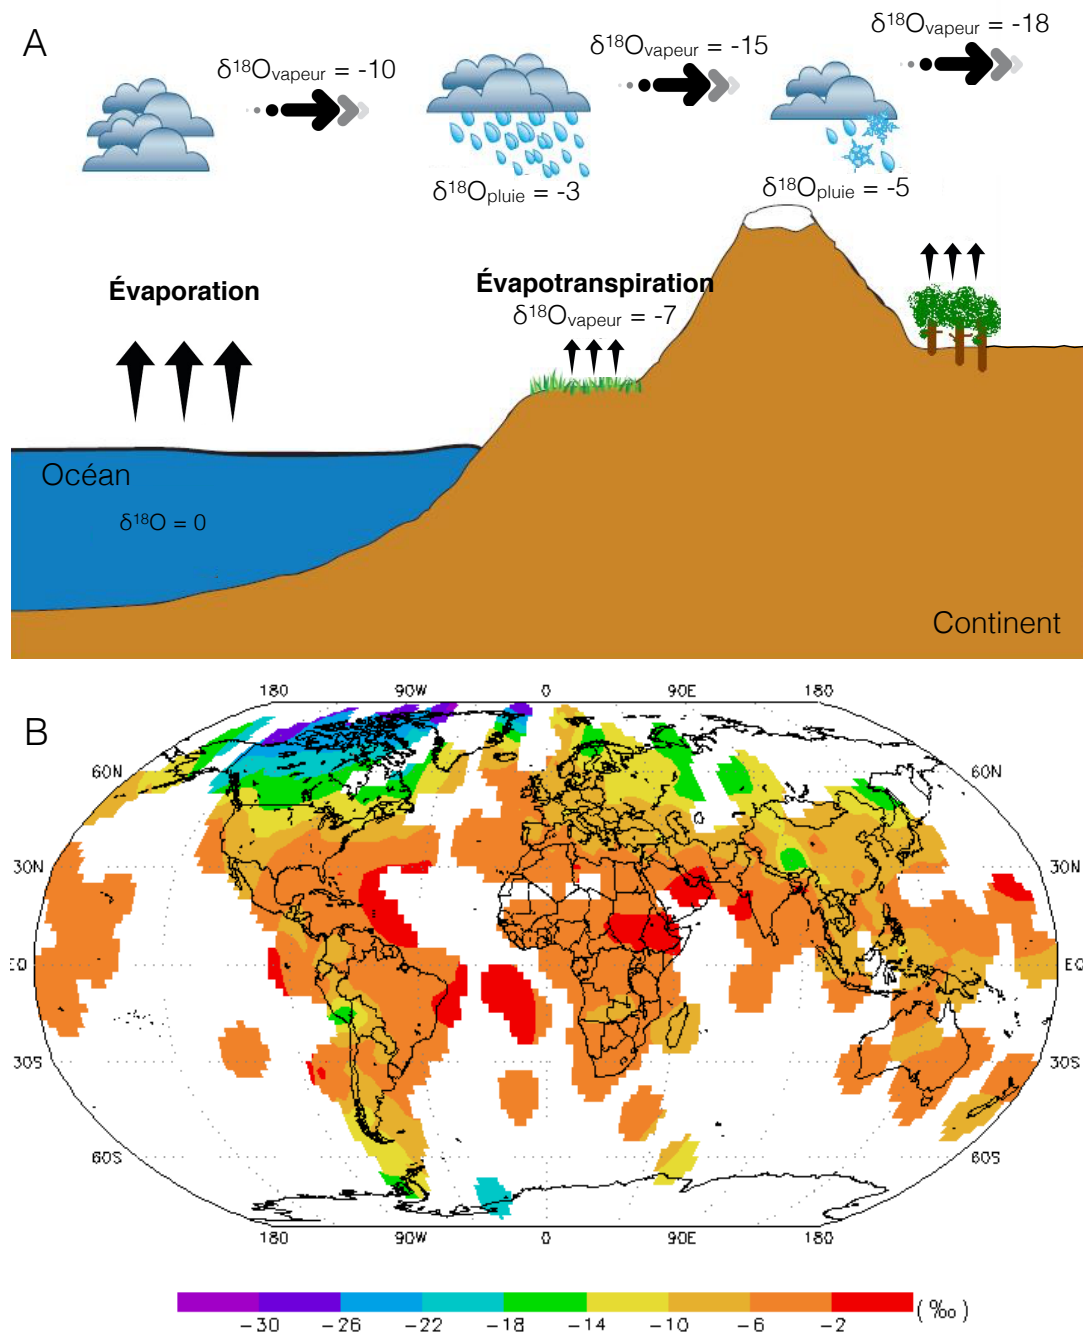 A
δ¹⁸Ovapeur = -10
δ¹⁸Ovapeur = -15
δ¹⁸Ovapeur = -18
δ¹⁸Opluie = -3
δ¹⁸Opluie = -5
Évaporation
Évapotranspiration
δ¹⁸Ovapeur = -7
Océan
δ¹⁸O = 0
Continent
B
180 90W 0 90E 180
60N 60N
30N 30N
EQ EQ
30S 30S
60S 60S
180 90W 0 90E 180
-30 -26 -22 -18 -14 -10 -6 -2 (‰)